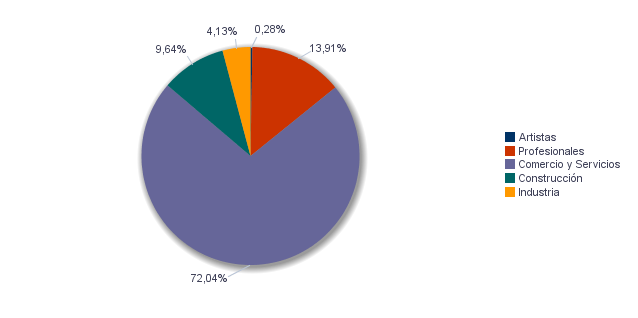 4,13%
0,28%
9,64%
13,91%
72,04%
Artistas
Profesionales
Comercio y Servicios
Construcción
Industria